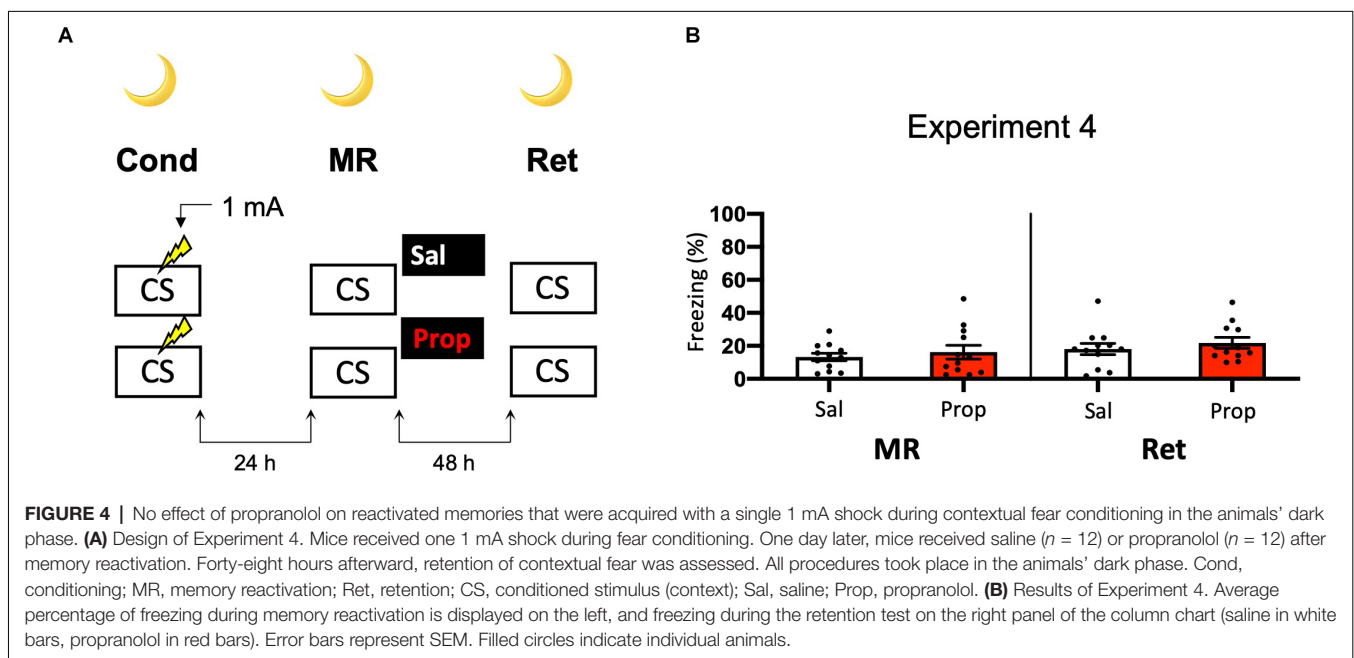 A
Cond MR Ret
1 mA
CS CS Sal CS
CS CS Prop CS
24 h 48 h
B
Experiment 4
Freezing (%)
100
80
60
40
20
0
Sal Prop Sal Prop
MR Ret
FIGURE 4 | No effect of propranolol on reactivated memories that were acquired with a single 1 mA shock during contextual fear conditioning in the animals' dark
phase. (A) Design of Experiment 4. Mice received one 1 mA shock during fear conditioning. One day later, mice received saline (n = 12) or propranolol (n = 12) after
memory reactivation. Forty-eight hours afterward, retention of contextual fear was assessed. All procedures took place in the animals' dark phase. Cond,
conditioning; MR, memory reactivation; Ret, retention; CS, conditioned stimulus (context); Sal, saline; Prop, propranolol. (B) Results of Experiment 4. Average
percentage of freezing during memory reactivation is displayed on the left, and freezing during the retention test on the right panel of the column chart (saline in white
bars, propranolol in red bars). Error bars represent SEM. Filled circles indicate individual animals.